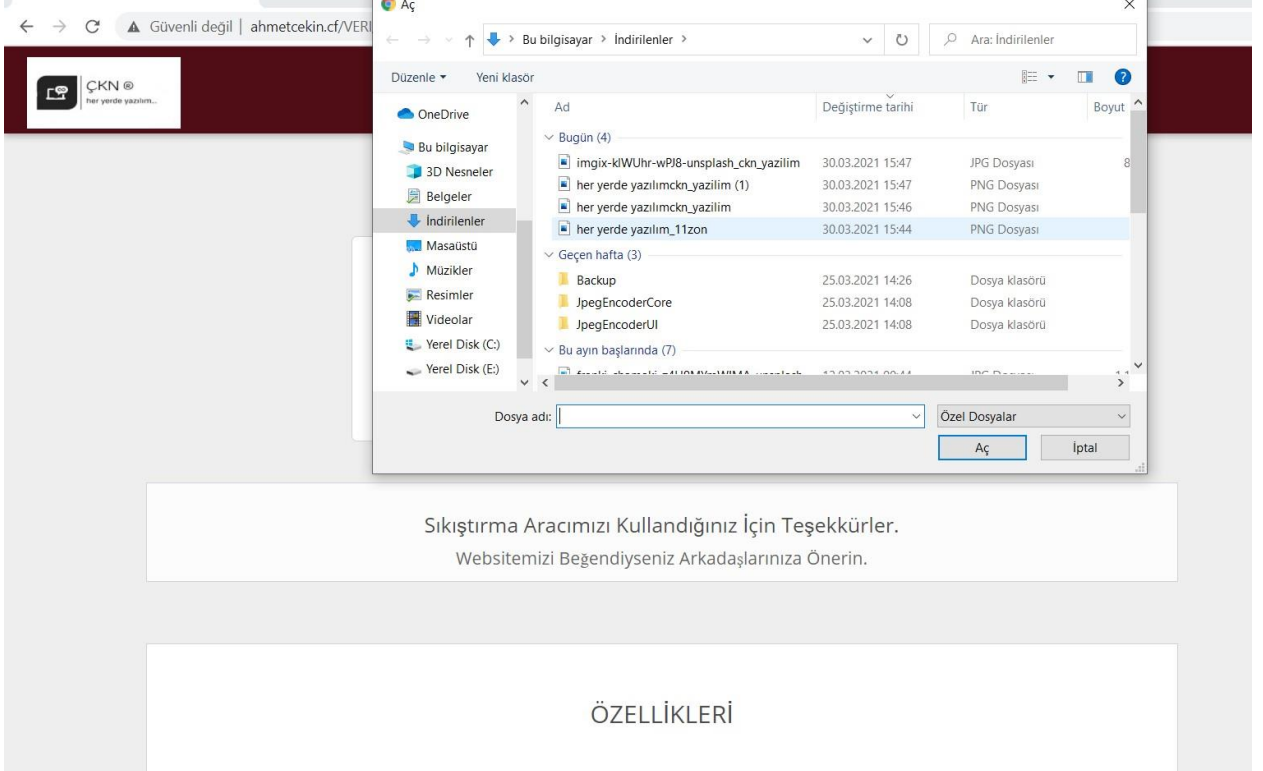 Aç
Güvenli değil | ahmetcekin.cf/VERİ
Bu bilgisayar > İndirilenler >
Ara: İndirilenler
ÇKN ®
her yerde yazılım...
Düzenle Yeni klasör
OneDrive
Bu bilgisayar
3D Nesneler
Belgeler
İndirilenler
Masaüstü
Müzikler
Resimler
Videolar
Yerel Disk (C:)
Yerel Disk (E:)
Ad Değiştirme tarihi Tür Boyut
Bugün (4)
imgix-klWUhr-wPJ8-unsplash_ckn_yazilim 30.03.2021 15:47 JPG Dosyası 8
her yerde yazılımckn_yazilim (1) 30.03.2021 15:47 PNG Dosyası
her yerde yazılımckn_yazilim 30.03.2021 15:46 PNG Dosyası
her yerde yazılım_11zon 30.03.2021 15:44 PNG Dosyası
Geçen hafta (3)
Backup 25.03.2021 14:26 Dosya klasörü
JpegEncoderCore 25.03.2021 14:08 Dosya klasörü
JpegEncoderUI 25.03.2021 14:08 Dosya klasörü
Bu ayın başlarında (7)
Dosya adı:
Özel Dosyalar
Aç İptal
Sıkıştırma Aracımızı Kullandığınız İçin Teşekkürler.
Websitemizi Beğendiyseniz Arkadaşlarınıza Önerin.
ÖZELLİKLERİ